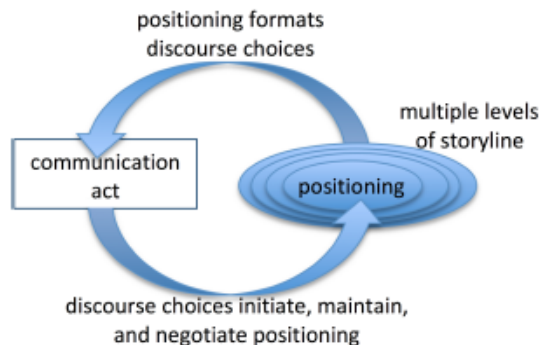 positioning formats
discourse choices
multiple levels
of storyline
communication
act
positioning
discourse choices initiate, maintain,
and negotiate positioning